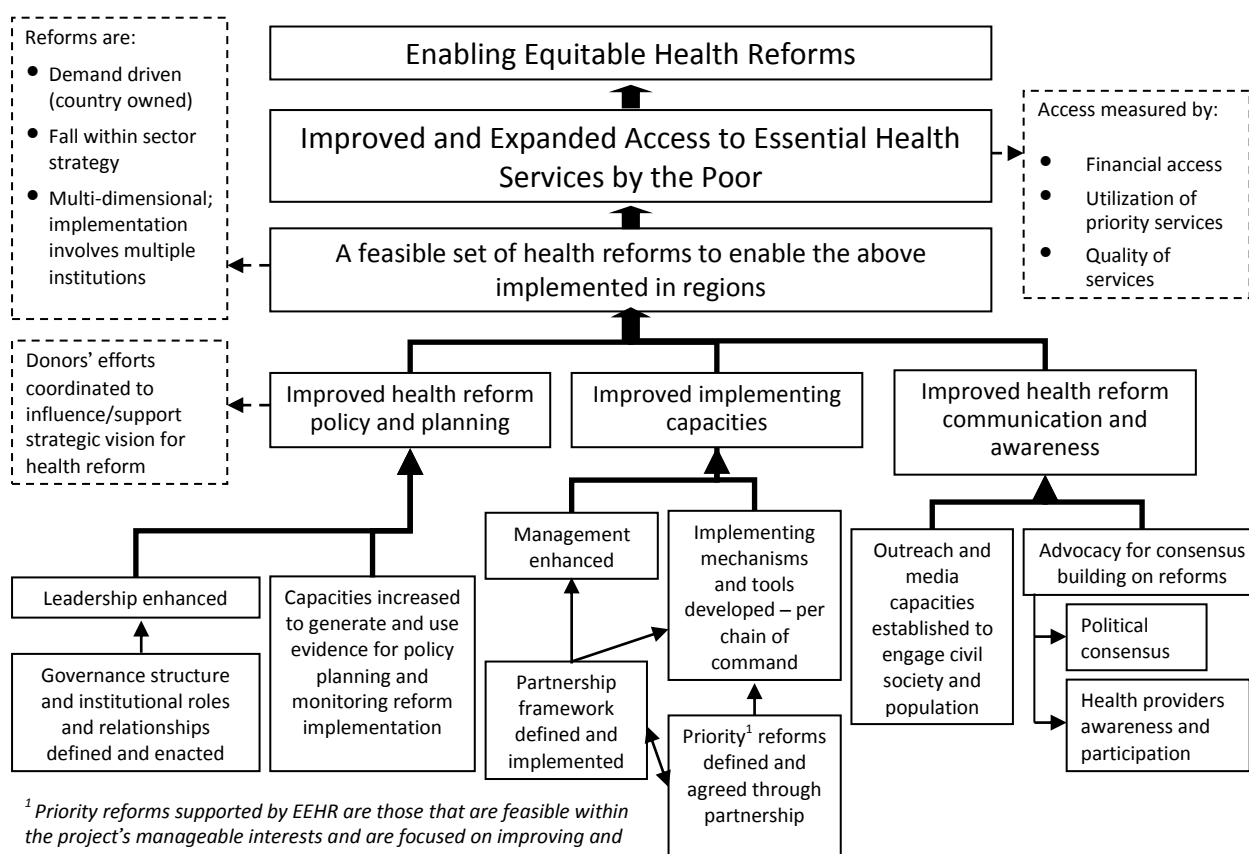 Reforms are:
• Demand driven
(country owned)
• Fall within sector
strategy
• Multi-dimensional;
implementation
involves multiple
institutions
Enabling Equitable Health Reforms
Improved and Expanded Access to Essential Health
Services by the Poor
Access measured by:
• Financial access
• Utilization of
priority services
• Quality of
services
A feasible set of health reforms to enable the above
implemented in regions
Donors’ efforts
coordinated to
influence/support
strategic vision for
health reform
Improved health reform
policy and planning
Improved implementing
capacities
Improved health reform
communication and
awareness
Leadership enhanced
Governance structure
and institutional roles
and relationships
defined and enacted
Capacities increased
to generate and use
evidence for policy
planning and
monitoring reform
implementation
Management
enhanced
Partnership
framework
defined and
implemented
Implementing
mechanisms
and tools
developed – per
chain of
command
Priority¹ reforms
defined and
agreed through
partnership
Outreach and
media
capacities
established to
engage civil
society and
population
Advocacy for consensus
building on reforms
Political
consensus
Health providers
awareness and
participation
¹ Priority reforms supported by EEHR are those that are feasible within
the project’s manageable interests and are focused on improving and